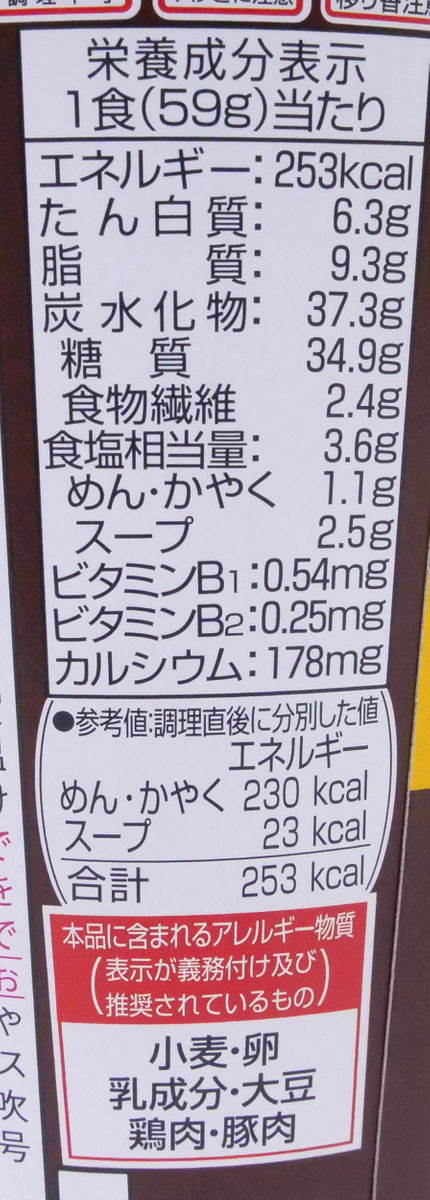 栄養成分表示
1食(59g)当たり
エネルギー:253kcal
たん白質: 6.3g
脂質: 9.3g
炭水化物: 37.3g
糖質 34.9g
食物繊維 2.4g
食塩相当量: 3.6g
めん・かやく 1.1g
スープ 2.5g
ビタミンB1:0.54mg
ビタミンB2:0.25mg
カルシウム:178mg
●参考値:調理直後に分別した値
エネルギー
めん・かやく 230 kcal
スープ 23 kcal
合計 253 kcal
本品に含まれるアレルギー物質
(表示が義務付け及び
推奨されているもの)
小麦・卵
乳成分・大豆
鶏肉・豚肉